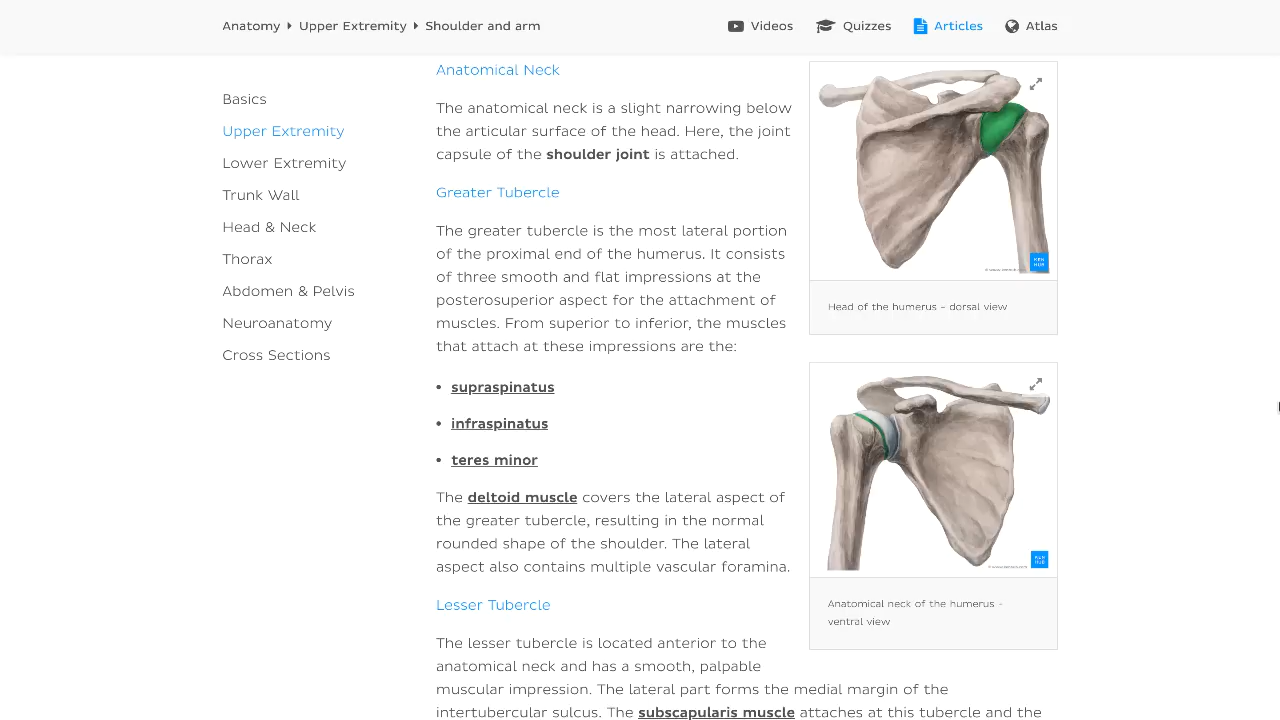 Anatomy Upper Extremity Shoulder and arm
Videos Quizzes Articles Atlas
Basics
Upper Extremity
Lower Extremity
Trunk Wall
Head & Neck
Thorax
Abdomen & Pelvis
Neuroanatomy
Cross Sections
Anatomical Neck
The anatomical neck is a slight narrowing below
the articular surface of the head. Here, the joint
capsule of the shoulder joint is attached.
Greater Tubercle
The greater tubercle is the most lateral portion
of the proximal end of the humerus. It consists
of three smooth and flat impressions at the
posterosuperior aspect for the attachment of
muscles. From superior to inferior, the muscles
that attach at these impressions are the:
• supraspinatus
• infraspinatus
• teres minor
The deltoid muscle covers the lateral aspect of
the greater tubercle, resulting in the normal
rounded shape of the shoulder. The lateral
aspect also contains multiple vascular foramina.
Lesser Tubercle
The lesser tubercle is located anterior to the
anatomical neck and has a smooth, palpable
muscular impression. The lateral part forms the medial margin of the
intertubercular sulcus. The subscapularis muscle attaches at this tubercle and the
KEN
HUB
Head of the humerus - dorsal view
KEN
HUB
Anatomical neck of the humerus -
ventral view